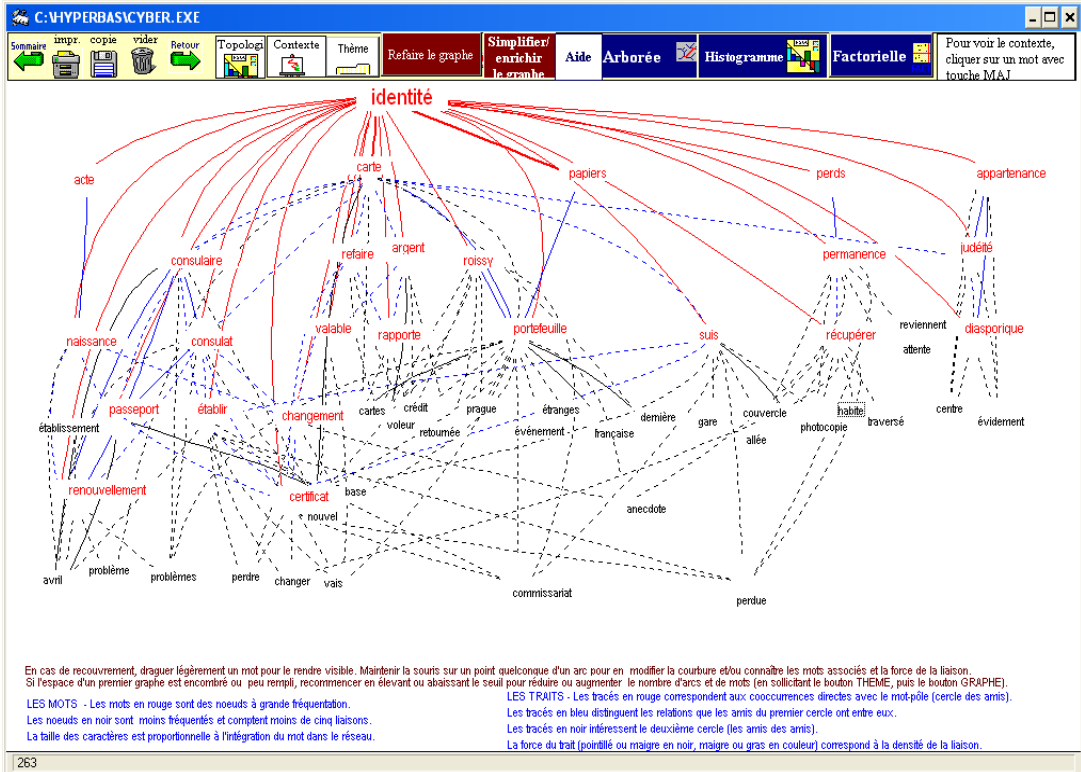 C:\HYPERBAS\CYBER.EXE
Sommaire impr. copie vider Retour Topologi Contexte Thème Refaire le graphe Simplifier/ enrichir le graphe Aide Arborée Histogramme Factorielle Pour voir le contexte, cliquer sur un mot avec touche MAJ
identité
acte carte papiers perds appartenance
consulaire refaire argent roissy permanence judéité
naissance consulat valable rapporte portefeuille suis récupérer reviennent diasporique
attente
passeport établir changement cartes crédit prague étranges dernière couvercle habite centre
établissement voleur retournée événement française gare allée photocopie traversé évidement
renouvellement certificat base
nouvel anecdote
avril problème problèmes perdre changer vais commissariat perdue
En cas de recouvrement, draguer légèrement un mot pour le rendre visible. Maintenir la souris sur un point quelconque d'un arc pour en modifier la courbure et/ou connaître les mots associés et la force de la liaison.
Si l'espace d'un premier graphe est encombré ou peu rempli, recommencer en élevant ou abaissant le seuil pour réduire ou augmenter le nombre d'arcs et de mots (en sollicitant le bouton THEME, puis le bouton GRAPHE).
LES MOTS - Les mots en rouge sont des noeuds à grande fréquentation.
Les noeuds en noir sont moins fréquentés et comptent moins de cinq liaisons.
La taille des caractères est proportionnelle à l'intégration du mot dans le réseau.
LES TRAITS - Les tracés en rouge correspondent aux cooccurrences directes avec le mot-pôle (cercle des amis).
Les tracés en bleu distinguent les relations que les amis du premier cercle ont entre eux.
Les tracés en noir intéressent le deuxième cercle (les amis des amis).
La force du trait (pointillé ou maigre en noir, maigre ou gras en couleur) correspond à la densité de la liaison.
263